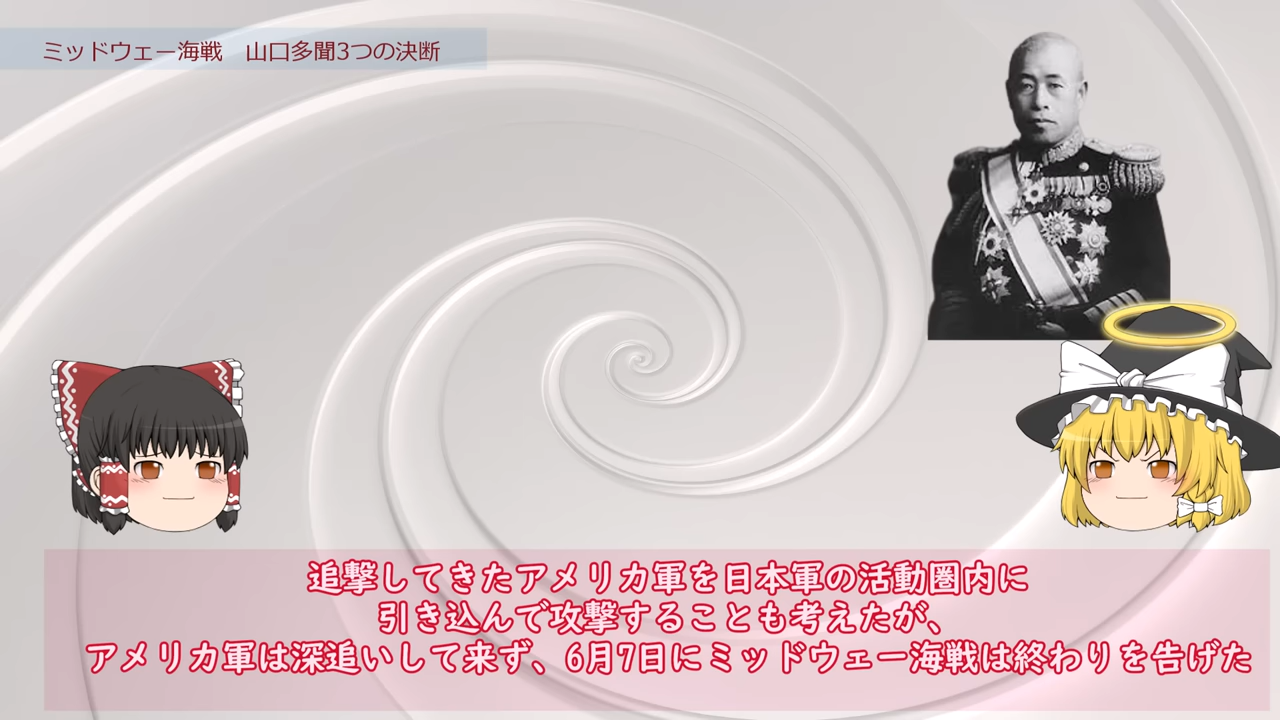 ミッドウェー海戦　山口多聞3つの決断
追撃してきたアメリカ軍を日本軍の活動圏内に
引き込んで攻撃することも考えたが、
アメリカ軍は深追いして来ず、6月7日にミッドウェー海戦は終わりを告げた